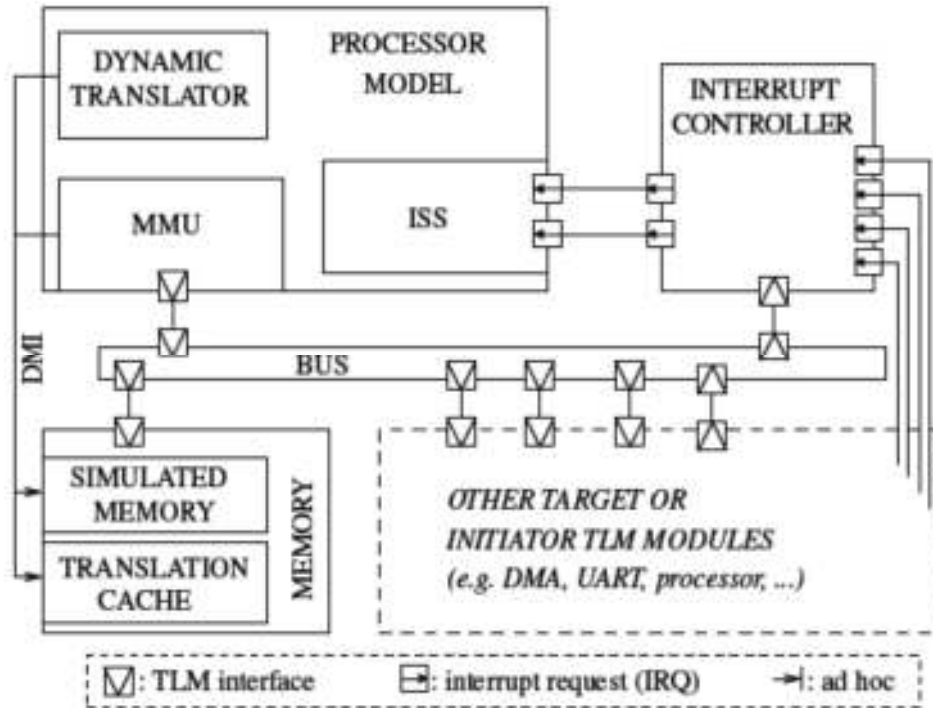 DYNAMIC
TRANSLATOR
PROCESSOR
MODEL
INTERRUPT
CONTROLLER
MMU
ISS
DMI
BUS
SIMULATED
MEMORY
TRANSLATION
CACHE
MEMORY
OTHER TARGET OR
INITIATOR TLM MODULES
(e.g. DMA, UART, processor, ...)
: TLM interface
: interrupt request (IRQ)
: ad hoc